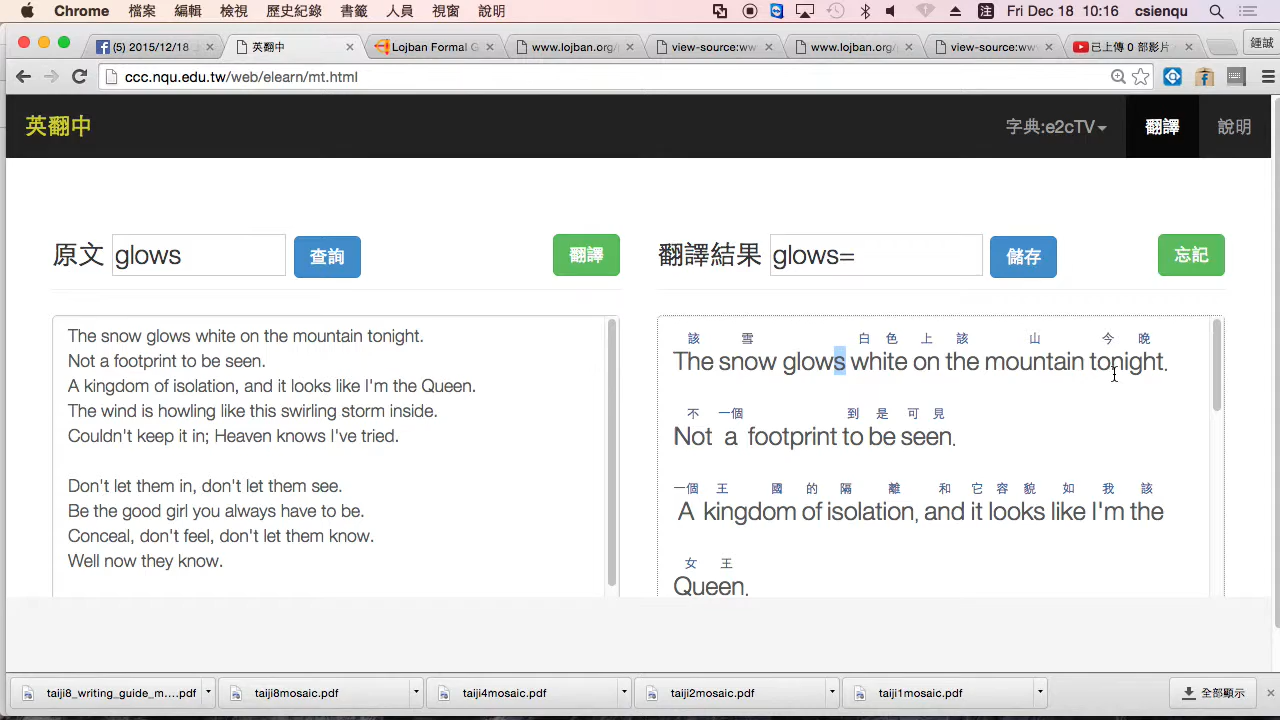 Chrome 檔案 編輯 檢視 歷史紀錄 書籤 人員 視窗 說明 注 Fri Dec 18 10:16 csienqu
(5) 2015/12/18 英翻中 Lojban Formal G www.lojban.org/ view-source:ww www.lojban.org/ view-source:ww 已上傳 0 部影片 鍾誠
ccc.nqu.edu.tw/web/elearn/mt.html
英翻中 字典:e2cTV 翻譯 說明
原文 glows 查詢 翻譯 翻譯結果 glows= 儲存 忘記
The snow glows white on the mountain tonight.
Not a footprint to be seen.
A kingdom of isolation, and it looks like I'm the Queen.
The wind is howling like this swirling storm inside.
Couldn't keep it in; Heaven knows I've tried.
Don't let them in, don't let them see.
Be the good girl you always have to be.
Conceal, don't feel, don't let them know.
Well now they know.
該 雪 白 色 上 該 山 今 晚
The snow glows white on the mountain tonight.
不 一個 到 是 可 見
Not a footprint to be seen.
一個 王 國 的 隔 離 和 它 容 貌 如 我 該
A kingdom of isolation, and it looks like I'm the
女 王
Queen.
taiji8_writing_guide_m....pdf taiji8mosaic.pdf taiji4mosaic.pdf taiji2mosaic.pdf taiji1mosaic.pdf 全部顯示